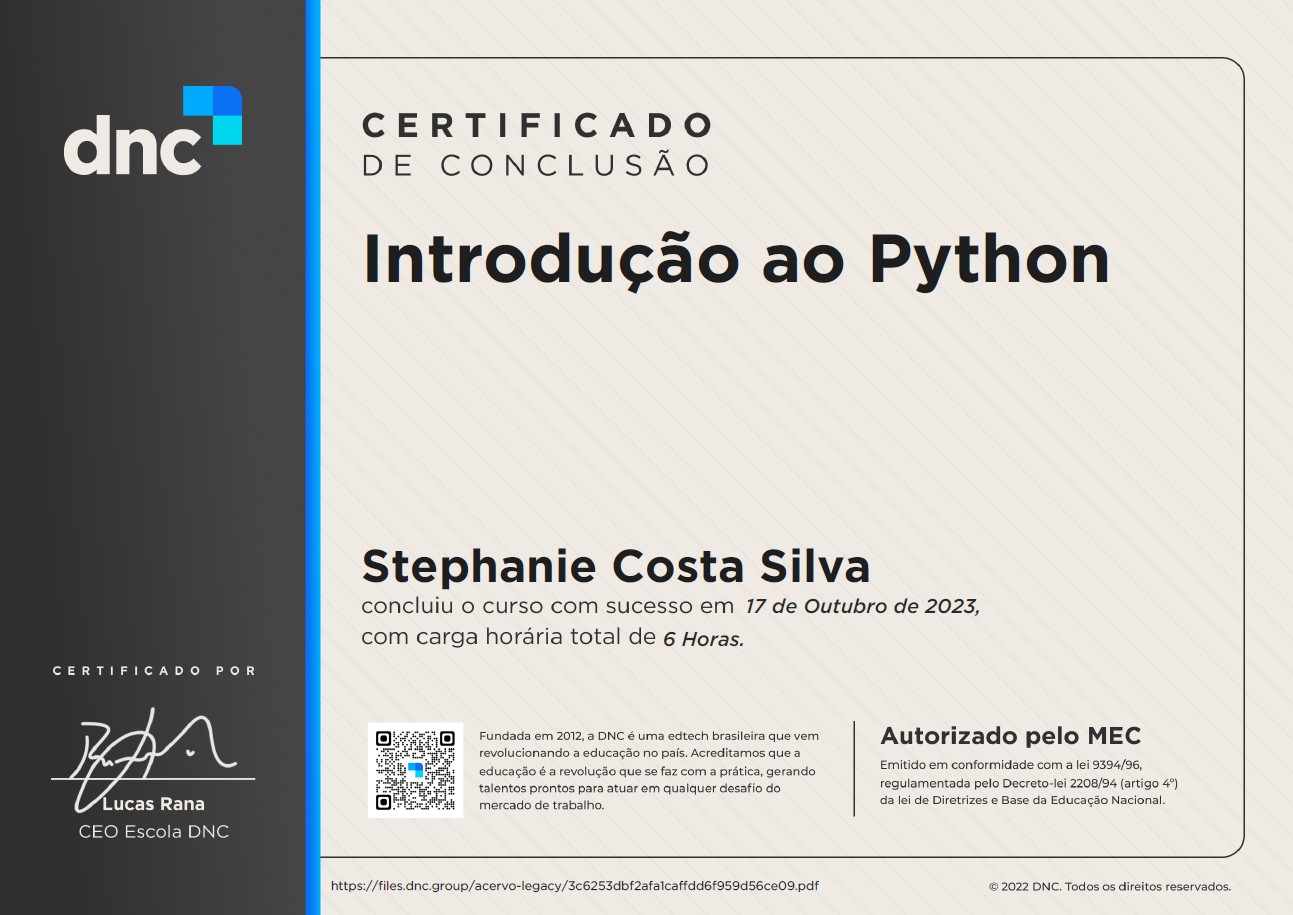 dnc
CERTIFICADO
DE CONCLUSÃO
Introdução ao Python
Stephanie Costa Silva
concluiu o curso com sucesso em 17 de Outubro de 2023,
com carga horária total de 6 Horas.
CERTIFICADO POR
Lucas Rana
CEO Escola DNC
Fundada em 2012, a DNC é uma edtech brasileira que vem
revolucionando a educação no país. Acreditamos que a
educação é a revolução que se faz com a prática, gerando
talentos prontos para atuar em qualquer desafio do
mercado de trabalho.
Autorizado pelo MEC
Emitido em conformidade com a lei 9394/96,
regulamentada pelo Decreto-lei 2208/94 (artigo 4º)
da lei de Diretrizes e Base da Educação Nacional.
https://files.dnc.group/acervo-legacy/3c6253dbf2afa1caffdd6f959d56ce09.pdf
© 2022 DNC. Todos os direitos reservados.